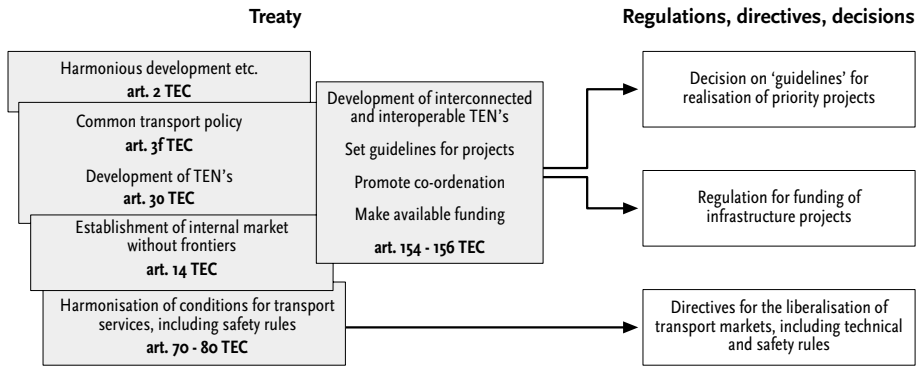 Treaty
Regulations, directives, decisions
Harmonious development etc.
art. 2 TEC
Common transport policy
art. 3f TEC
Development of TEN's
art. 30 TEC
Establishment of internal market
without frontiers
art. 14 TEC
Harmonisation of conditions for transport
services, including safety rules
art. 70 - 80 TEC
Development of interconnected
and interoperable TEN's
Set guidelines for projects
Promote co-ordenation
Make available funding
art. 154 - 156 TEC
Decision on ‘guidelines’ for
realisation of priority projects
Regulation for funding of
infrastructure projects
Directives for the liberalisation of
transport markets, including technical
and safety rules